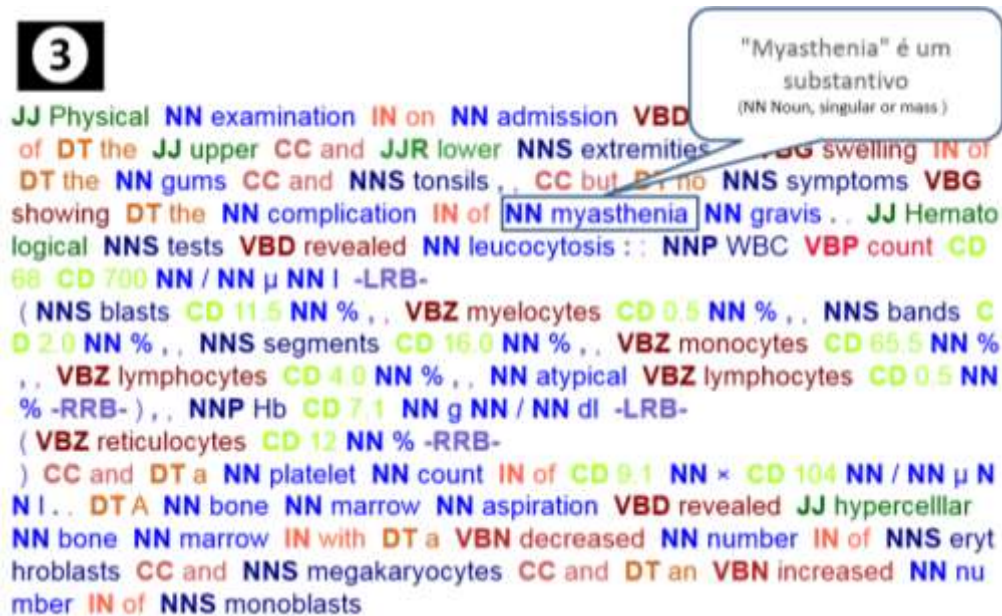 3
"Myasthenia" é um
substantivo
(NN Noun, singular or mass )
JJ Physical NN examination IN on NN admission VBD
of DT the JJ upper CC and JJR lower NNS extremities VBG swelling IN of
DT the NN gums CC and NNS tonsils , , CC but DT no NNS symptoms VBG
showing DT the NN complication IN of NN myasthenia NN gravis . . JJ Hemato
logical NNS tests VBD revealed NN leucocytosis : : NNP WBC VBP count CD
68 CD 700 NN / NN µ NN l -LRB-
( NNS blasts CD 11.5 NN % , , VBZ myelocytes CD 0.5 NN % , , NNS bands C
D 2.0 NN % , , NNS segments CD 16.0 NN % , , VBZ monocytes CD 65.5 NN %
, , VBZ lymphocytes CD 4.0 NN % , , NN atypical VBZ lymphocytes CD 0.5 NN
% -RRB- ) , , NNP Hb CD 7.1 NN g NN / NN dl -LRB-
( VBZ reticulocytes CD 12 NN % -RRB-
) CC and DT a NN platelet NN count IN of CD 9.1 NN × CD 104 NN / NN µ N
N l . . DT A NN bone NN marrow NN aspiration VBD revealed JJ hypercelllar
NN bone NN marrow IN with DT a VBN decreased NN number IN of NNS eryt
hroblasts CC and NNS megakaryocytes CC and DT an VBN increased NN nu
mber IN of NNS monoblasts